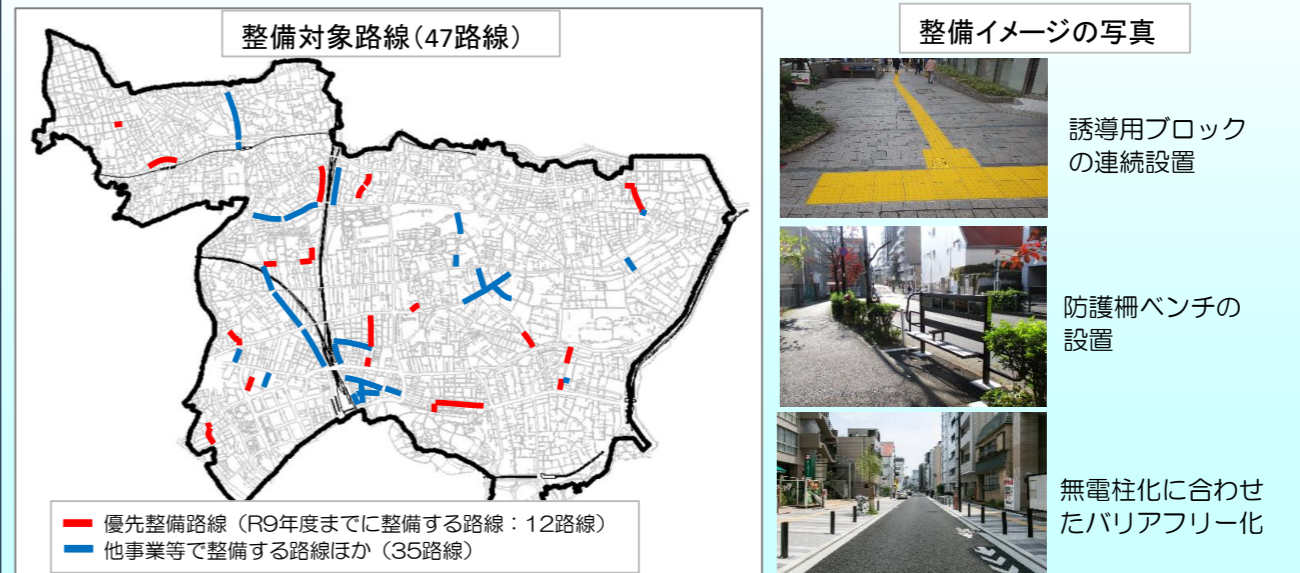 整備対象路線（47路線）
優先整備路線（R9年度までに整備する路線：12路線）
他事業等で整備する路線ほか（35路線）
整備イメージの写真
誘導用ブロック
の連続設置
防護柵ベンチの
設置
無電柱化に合わせ
たバリアフリー化